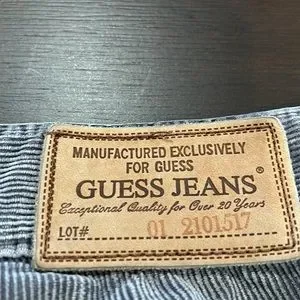 MANUFACTURED EXCLUSIVELY
FOR GUESS
GUESS JEANS®
Exceptional Quality for Over 20 Years
LOT# 01 2101517